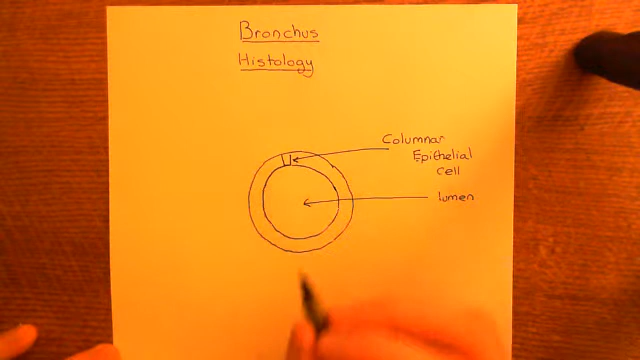 Bronchus
Histology
Columnar
Epithelial
cell
lumen